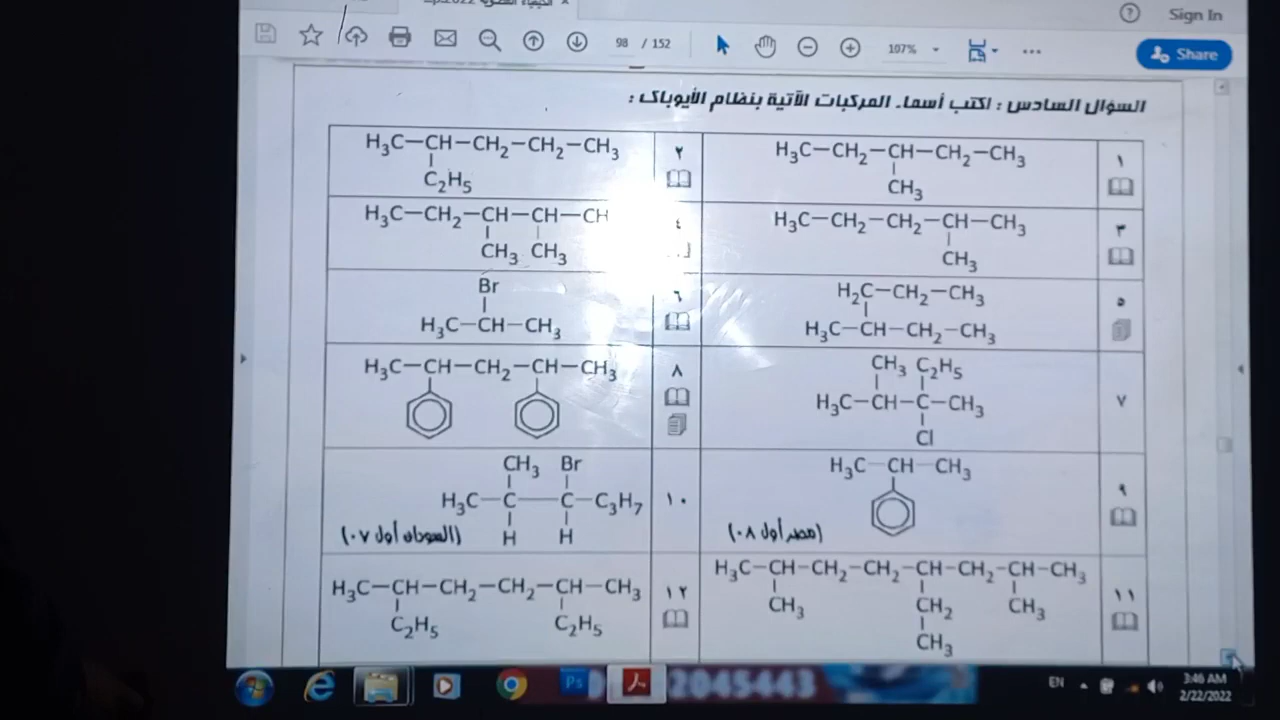 Sign In
98 / 152
107%
Share
السؤال السادس : اكتب أسماء المركبات الآتية بنظام الأيوباك :
١
H₃C–CH₂–CH–CH₂–CH₃
CH₃
٢
H₃C–CH–CH₂–CH₂–CH₃
C₂H₅
٣
H₃C–CH₂–CH₂–CH–CH₃
CH₃
٤
H₃C–CH₂–CH–CH–CH
CH₃ CH₃
٥
H₂C–CH₂–CH₃
H₃C–CH–CH₂–CH₃
٦
Br
H₃C–CH–CH₃
٧
CH₃ C₂H₅
H₃C–CH–C–CH₃
Cl
٨
H₃C–CH–CH₂–CH–CH₃
٩
H₃C CH CH₃
(مصر أول ٠٨)
١٠
CH₃ Br
H₃C–C–C–C₃H₇
H H
(السودان أول ٠٧)
١١
H₃C–CH–CH₂–CH₂–CH–CH₂–CH–CH₃
CH₃ CH₂ CH₃
CH₃
١٢
H₃C–CH–CH₂–CH₂–CH–CH₃
C₂H₅ C₂H₅
Ps
2045443
EN
3:46 AM
2/22/2022